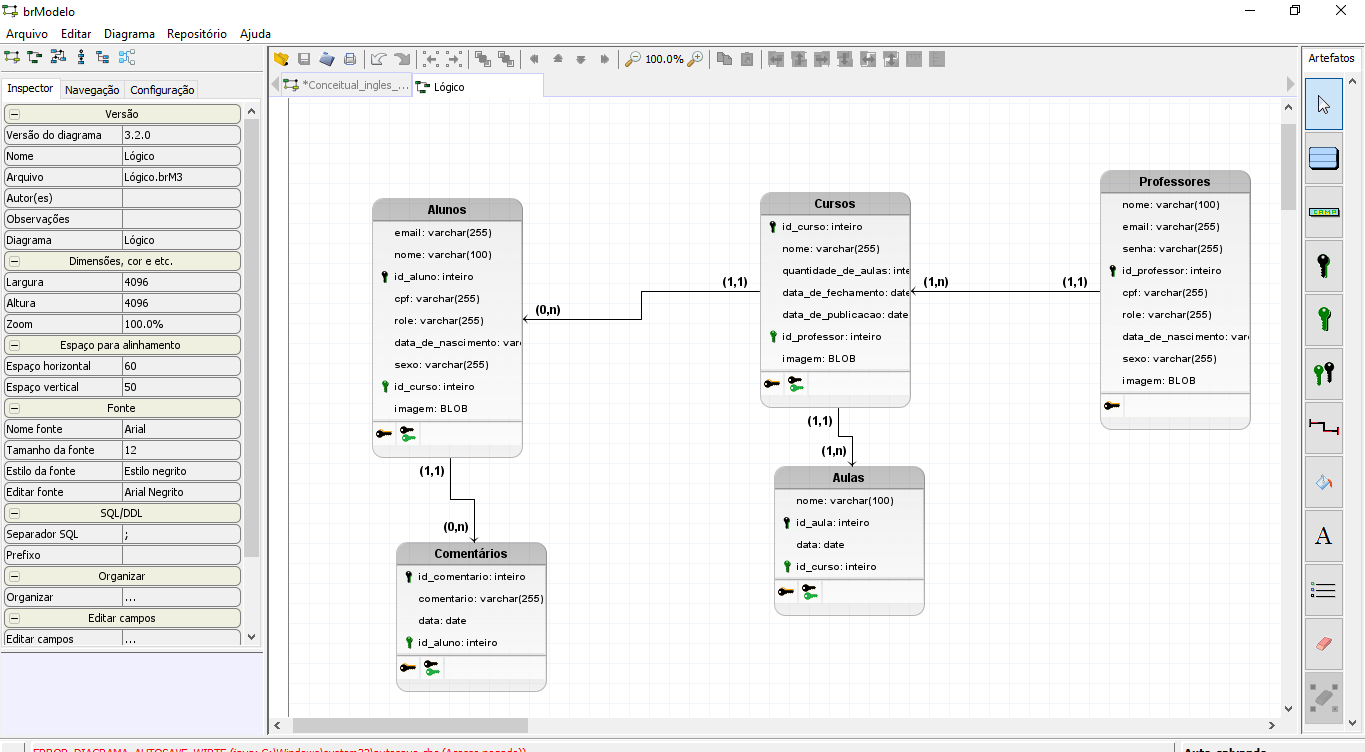 brModelo
Arquivo Editar Diagrama Repositório Ajuda
100.0%
Artefatos
Inspector Navegação Configuração
*Conceitual_ingles_... Lógico
Versão
Versão do diagrama 3.2.0
Nome Lógico
Arquivo Lógico.brM3
Autor(es)
Observações
Diagrama Lógico
Dimensões, cor e etc.
Largura 4096
Altura 4096
Zoom 100.0%
Espaço para alinhamento
Espaço horizontal 60
Espaço vertical 50
Fonte
Nome fonte Arial
Tamanho da fonte 12
Estilo da fonte Estilo negrito
Editar fonte Arial Negrito
SQL/DDL
Separador SQL ;
Prefixo
Organizar
Organizar ...
Editar campos
Editar campos ...
Alunos
email: varchar(255)
nome: varchar(100)
id_aluno: inteiro
cpf: varchar(255)
role: varchar(255)
data_de_nascimento: varc
sexo: varchar(255)
id_curso: inteiro
imagem: BLOB
(1,1)
(0,n)
Comentários
id_comentario: inteiro
comentario: varchar(255)
data: date
id_aluno: inteiro
(0,n)
(1,1)
Cursos
id_curso: inteiro
nome: varchar(255)
quantidade_de_aulas: inte
data_de_fechamento: date
data_de_publicacao: date
id_professor: inteiro
imagem: BLOB
(1,1)
(1,n)
Aulas
nome: varchar(100)
id_aula: inteiro
data: date
id_curso: inteiro
(1,n)
(1,1)
Professores
nome: varchar(100)
email: varchar(255)
senha: varchar(255)
id_professor: inteiro
cpf: varchar(255)
role: varchar(255)
data_de_nascimento: varc
sexo: varchar(255)
imagem: BLOB
CAMP
A